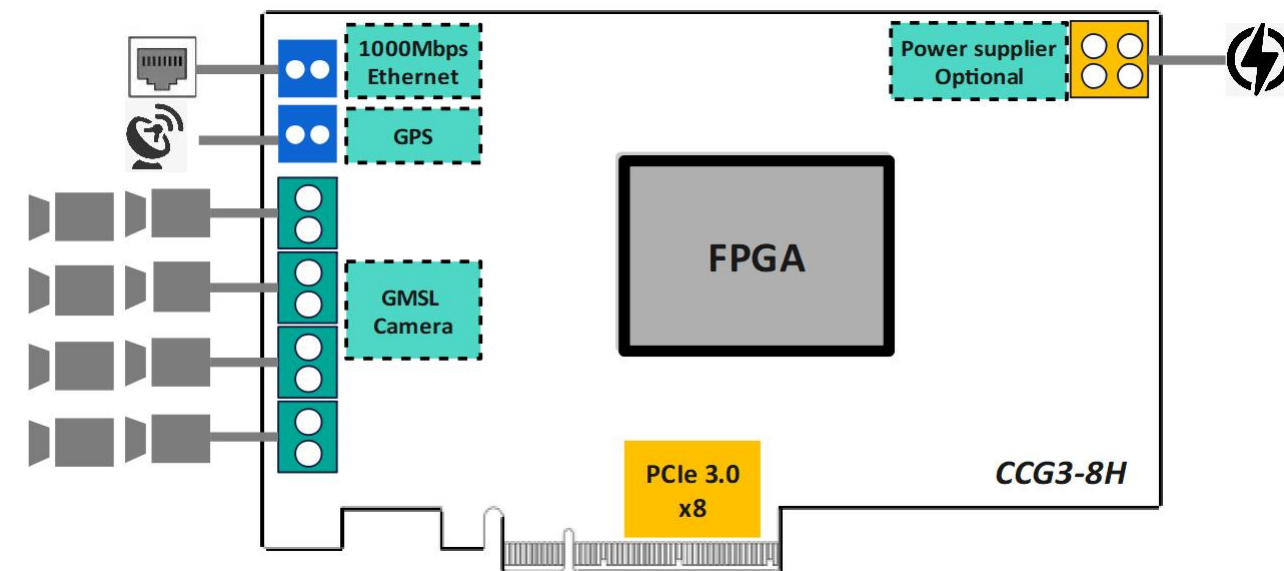 1000Mbps
Ethernet
Power supplier
Optional
GPS
GMSL
Camera
FPGA
PCIe 3.0
x8
CCG3-8H